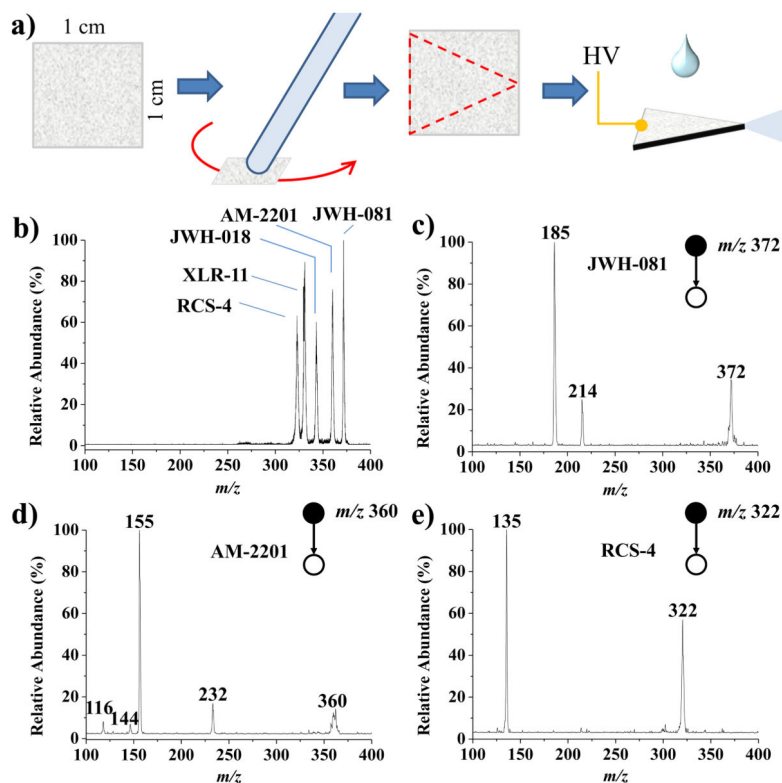 a)
1 cm
1 cm
HV
b)
AM-2201
JWH-081
JWH-018
XLR-11
RCS-4
Relative Abundance (%)
100
80
60
40
20
0
100 150 200 250 300 350 400
m/z
c)
185
m/z 372
JWH-081
214
372
Relative Abundance (%)
100
80
60
40
20
0
100 150 200 250 300 350 400
m/z
d)
155
m/z 360
AM-2201
116
144
232
360
Relative Abundance (%)
100
80
60
40
20
0
100 150 200 250 300 350 400
m/z
e)
135
m/z 322
RCS-4
322
Relative Abundance (%)
100
80
60
40
20
0
100 150 200 250 300 350 400
m/z